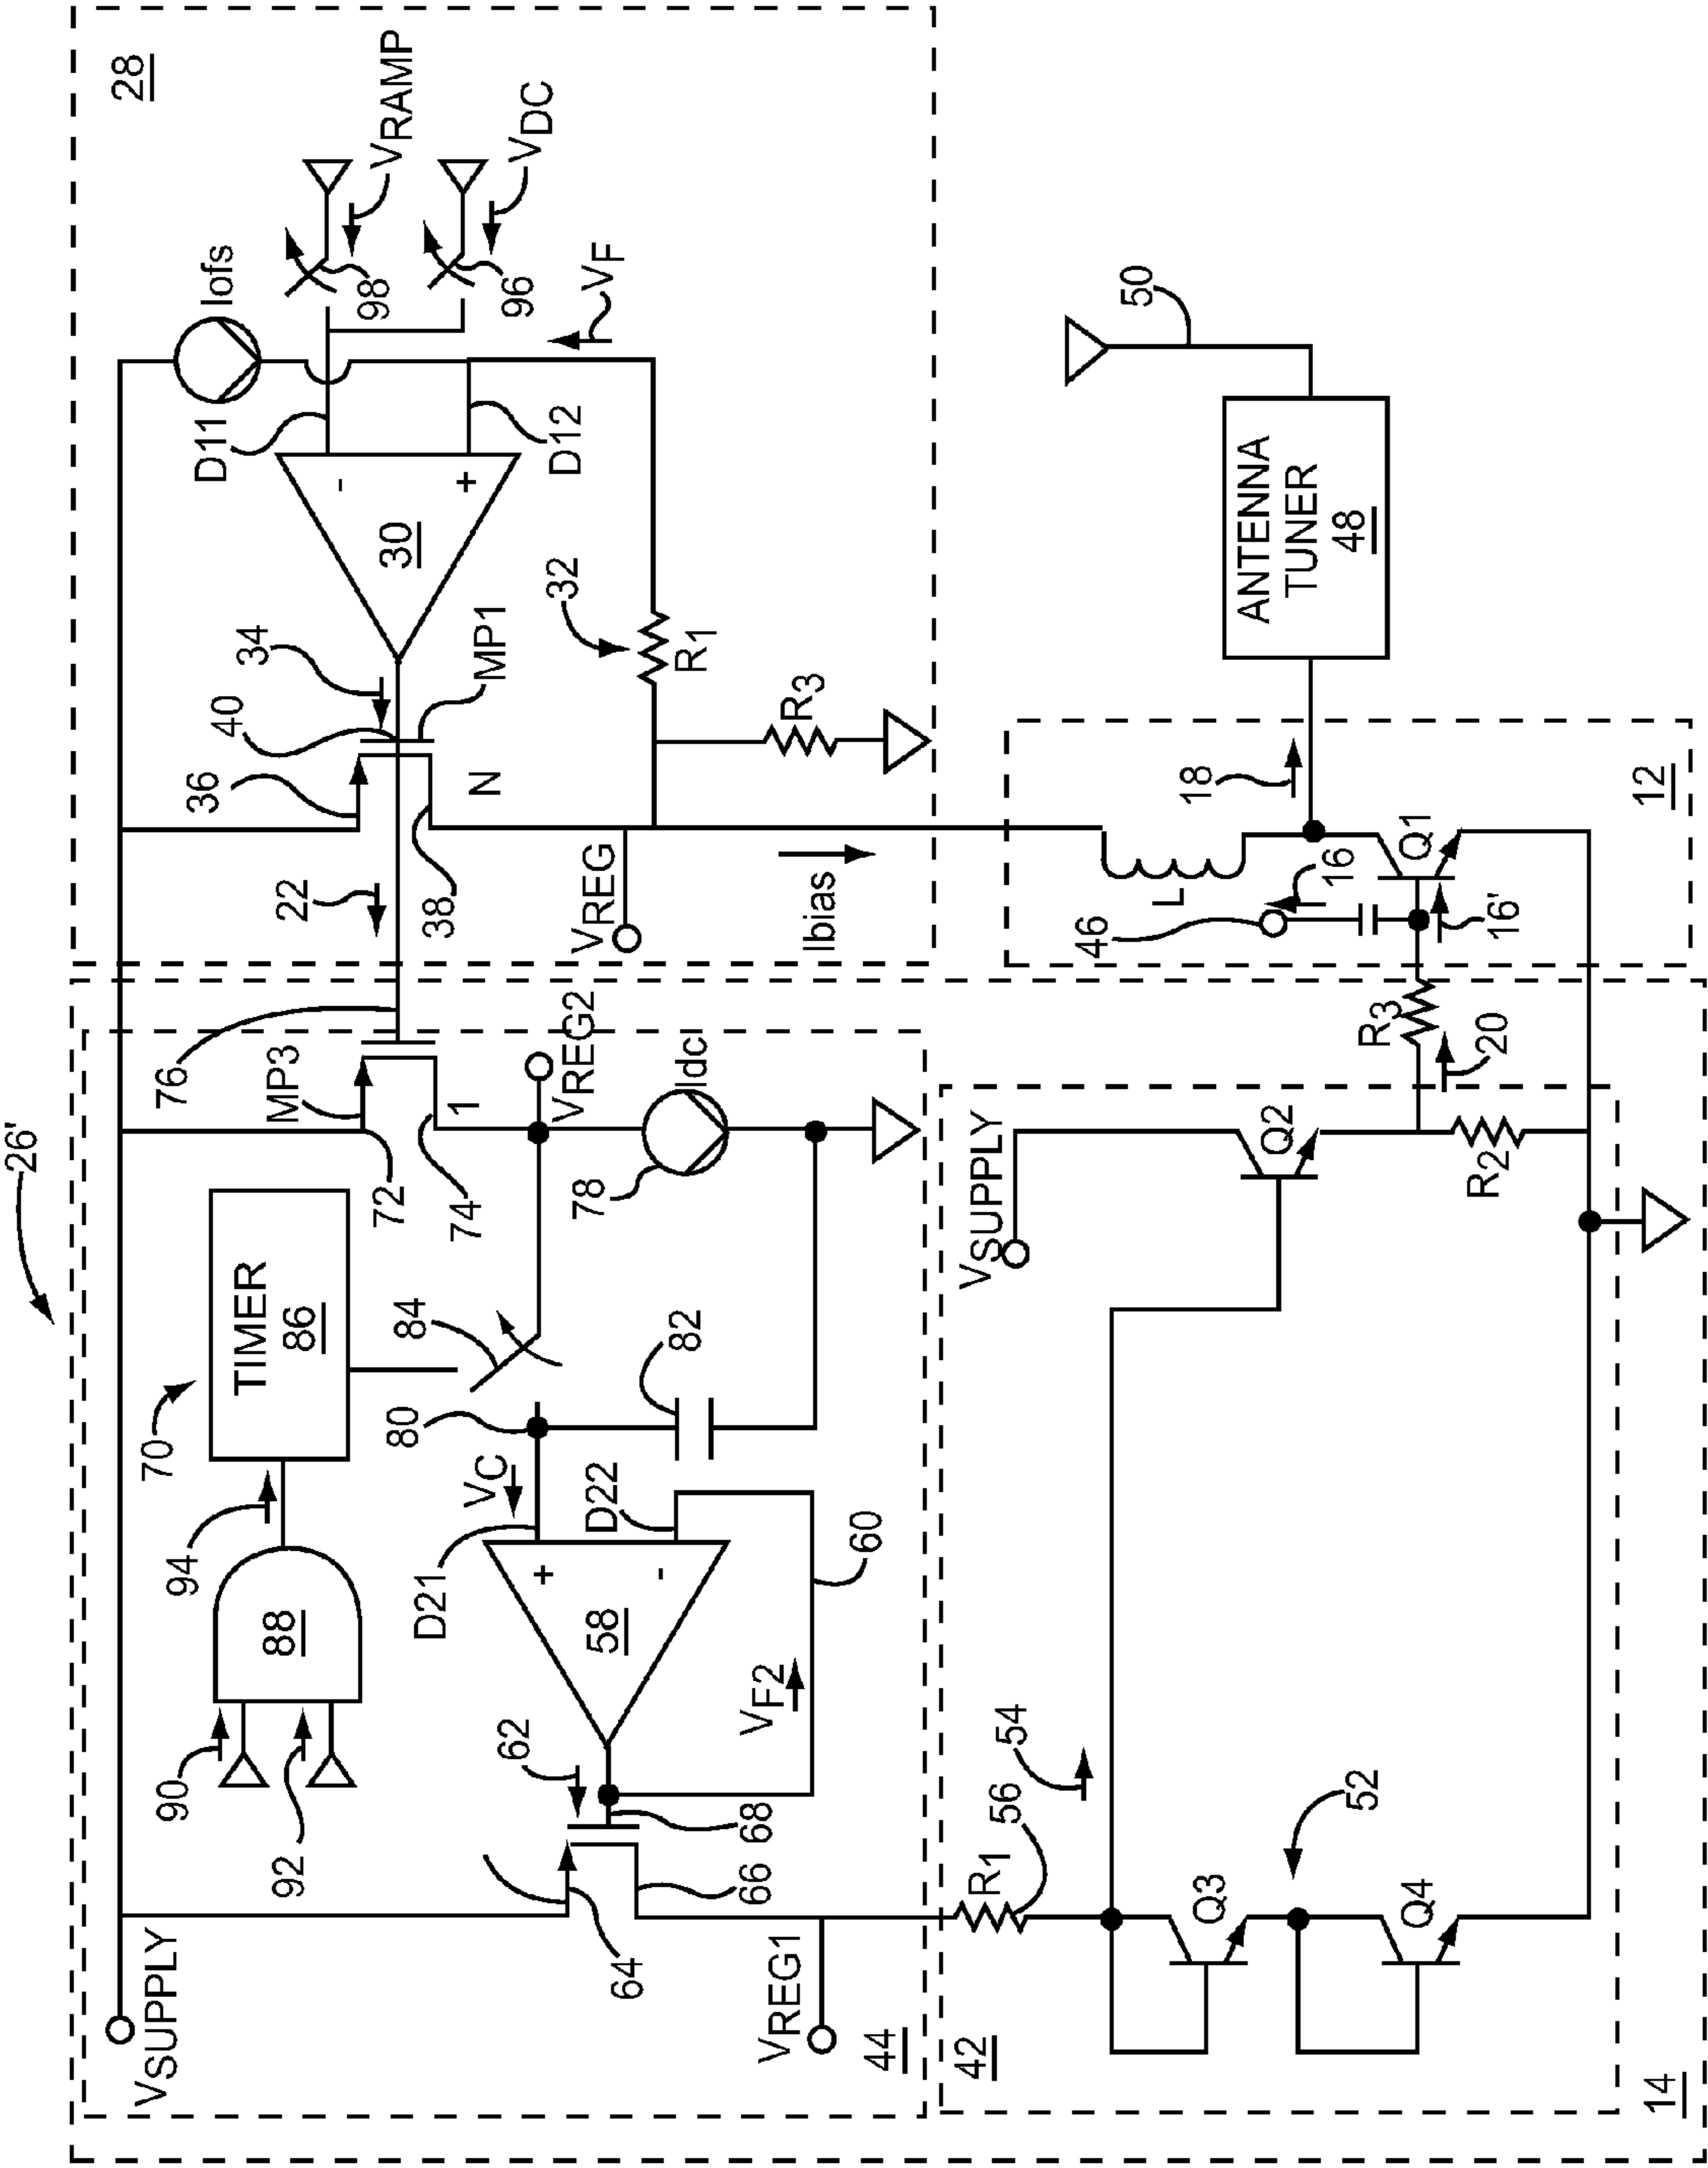 26'
VSUPPLY
90
92
88
94
70
TIMER
86
72
76
MP3
74
1
VREG2
78
Idc
84
80
82
VC
D21
D22
+
-
58
60
VF2
62
68
66
64
VREG1
44
22
36
40
34
MP1
38
N
30
-
+
D11
D12
Iofs
28
98
VRAMP
96
VDC
VF
32
R1
R3
VREG
Ibias
42
R1
56
54
52
Q3
Q4
VSUPPLY
Q2
R2
R3
20
14
46
L
16
16'
Q1
18
12
ANTENNA
TUNER
48
50